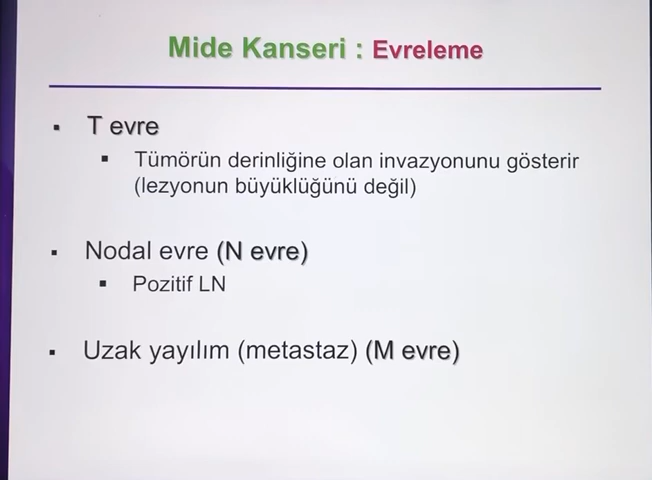 Mide Kanseri : Evreleme
▪ T evre
▪ Tümörün derinliğine olan invazyonunu gösterir
(lezyonun büyüklüğünü değil)
▪ Nodal evre (N evre)
▪ Pozitif LN
▪ Uzak yayılım (metastaz) (M evre)